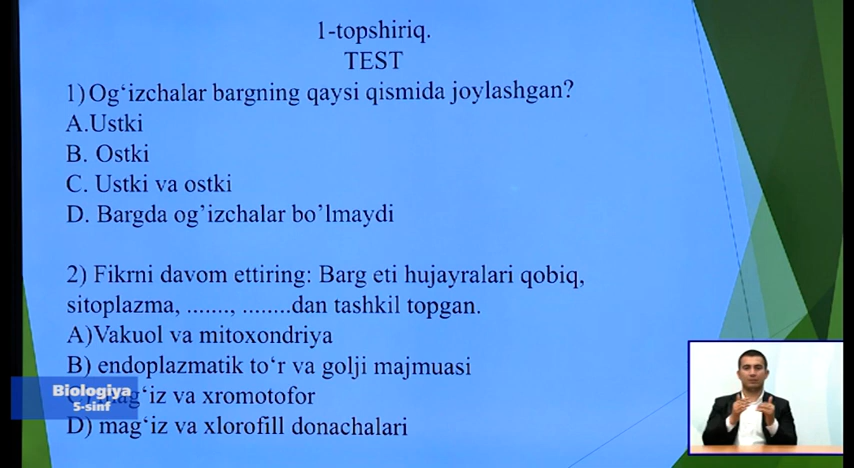 1-topshiriq.
TEST
1)Og‘izchalar bargning qaysi qismida joylashgan?
A.Ustki
B. Ostki
C. Ustki va ostki
D. Bargda og’izchalar bo’lmaydi
2) Fikrni davom ettiring: Barg eti hujayralari qobiq,
sitoplazma, ......., ........dan tashkil topgan.
A)Vakuol va mitoxondriya
B) endoplazmatik to‘r va golji majmuasi
va xromotofor
D) mag‘iz va xlorofill donachalari
Biologiya
5-sinf